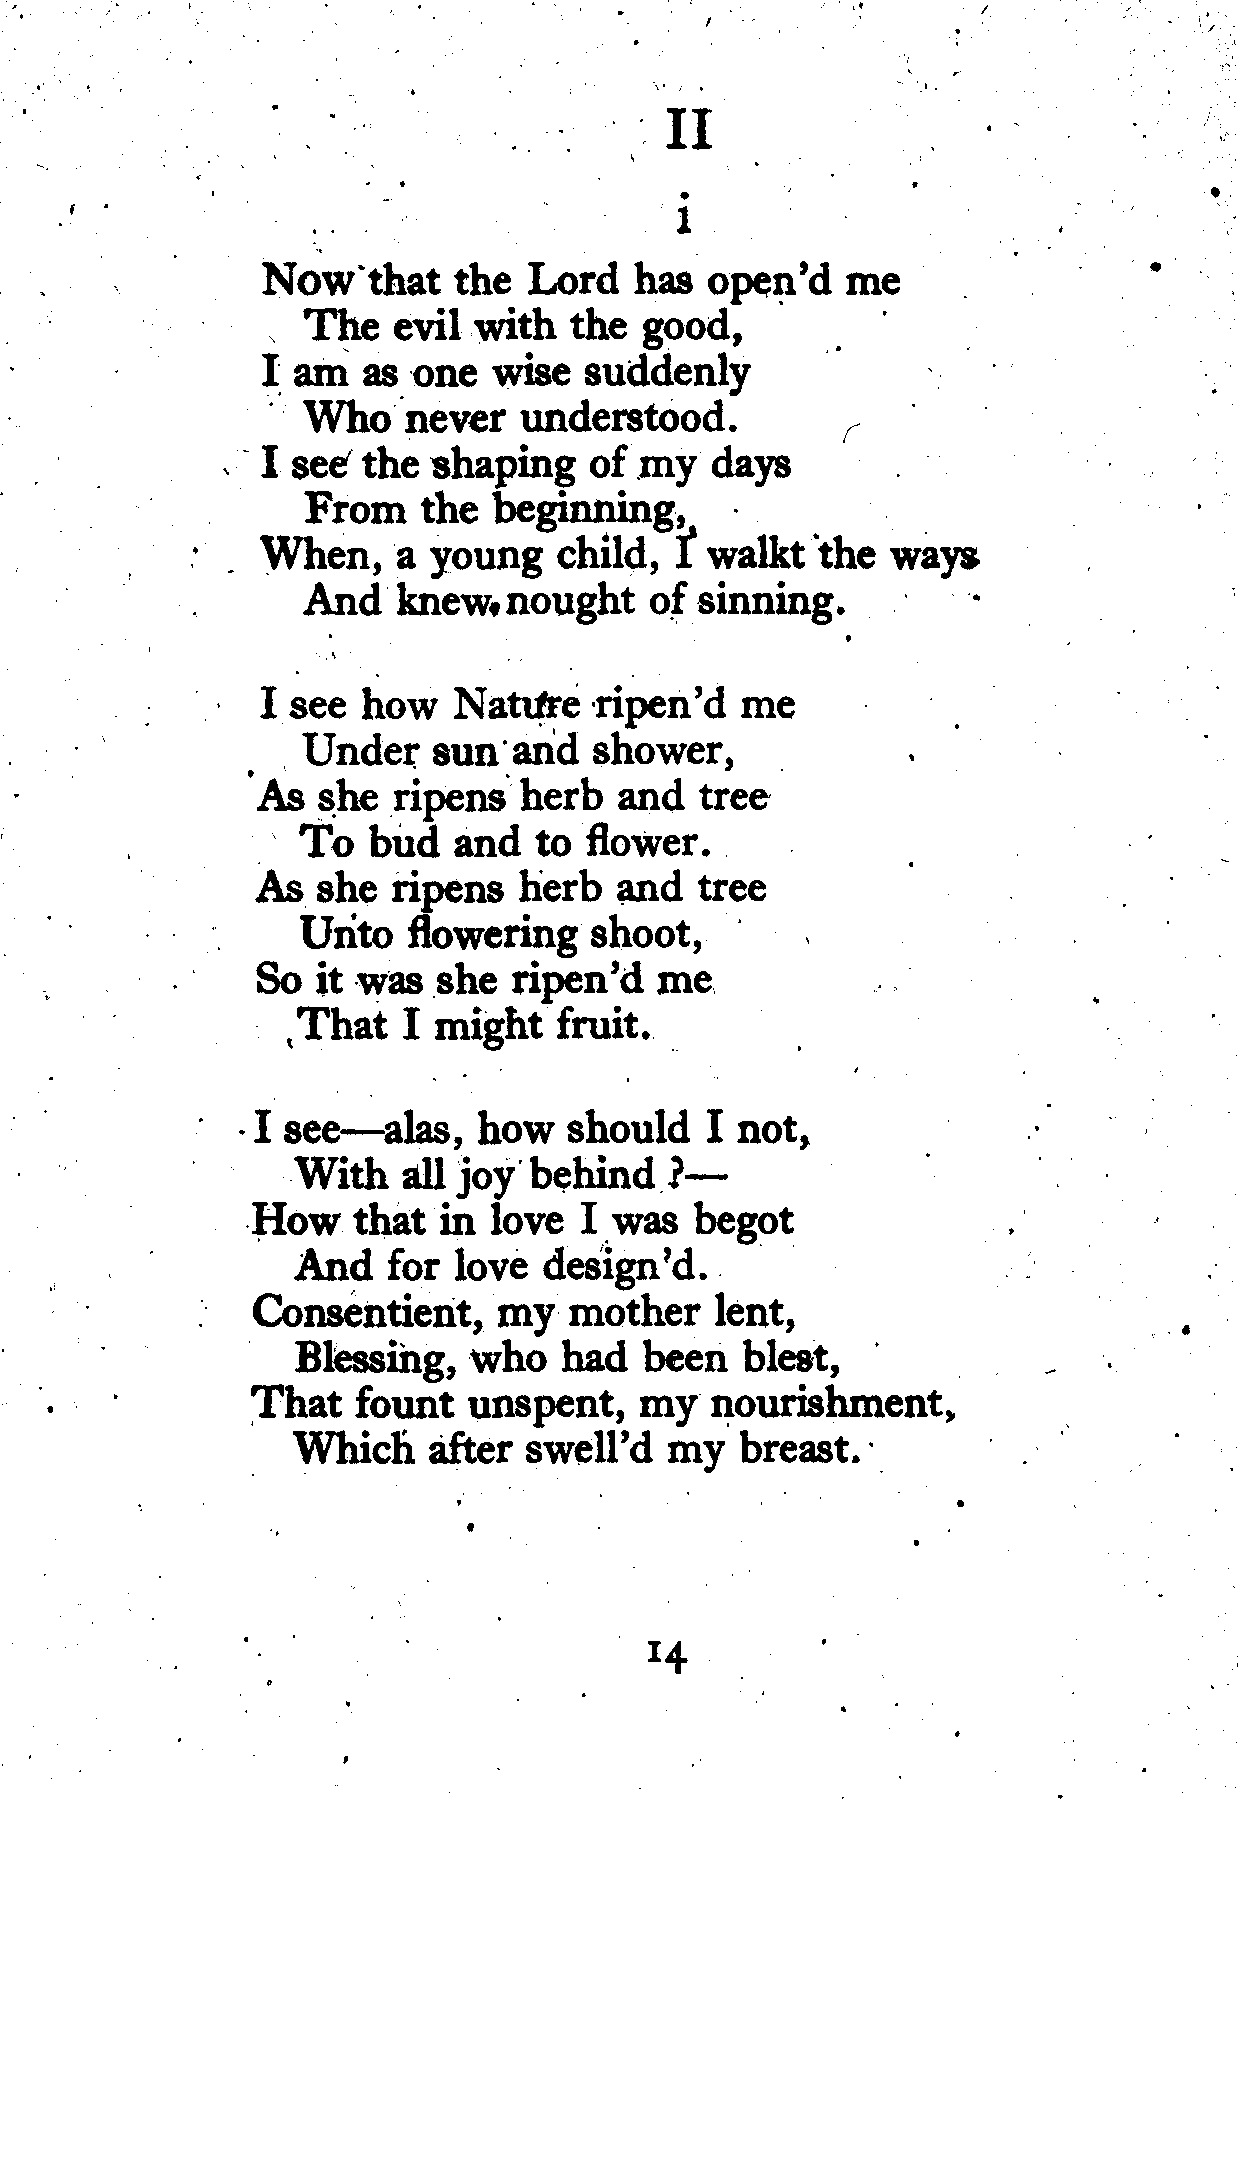 II
i
Now that the Lord has open'd me
The evil with the good,
I am as one wise suddenly
Who never understood.
I see the shaping of my days
From the beginning,
When, a young child, I walkt the ways
And knew nought of sinning.
I see how Nature ripen'd me
Under sun and shower,
As she ripens herb and tree
To bud and to flower.
As she ripens herb and tree
Unto flowering shoot,
So it was she ripen'd me
That I might fruit.
I see—alas, how should I not,
With all joy behind ?—
How that in love I was begot
And for love design'd.
Consentient, my mother lent,
Blessing, who had been blest,
That fount unspent, my nourishment,
Which after swell'd my breast.
14